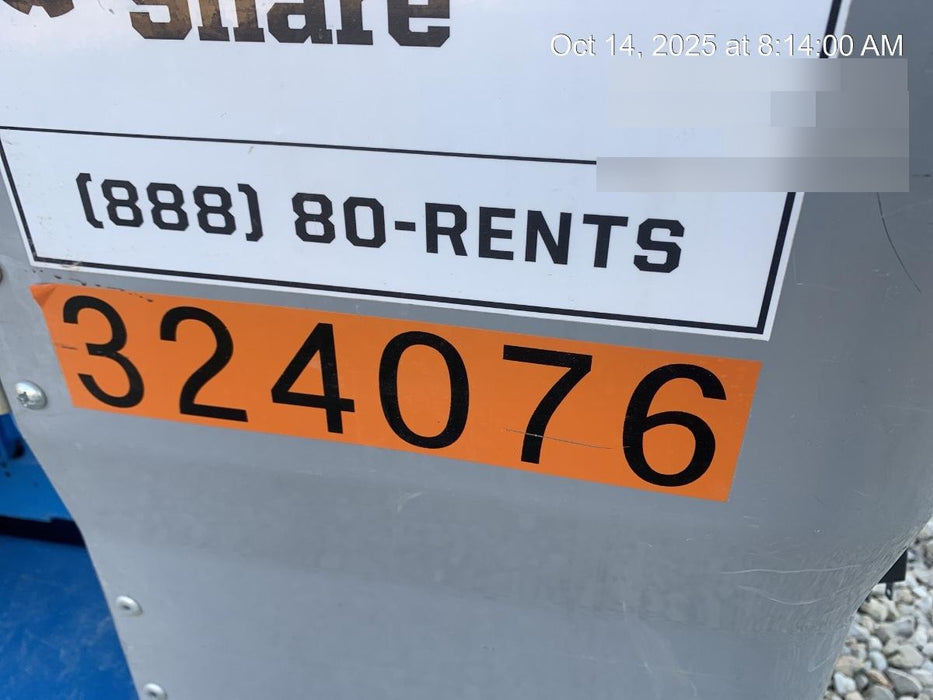 Share
Oct 14, 2025 at 8:14:00 AM
(888) 80-RENTS
324076